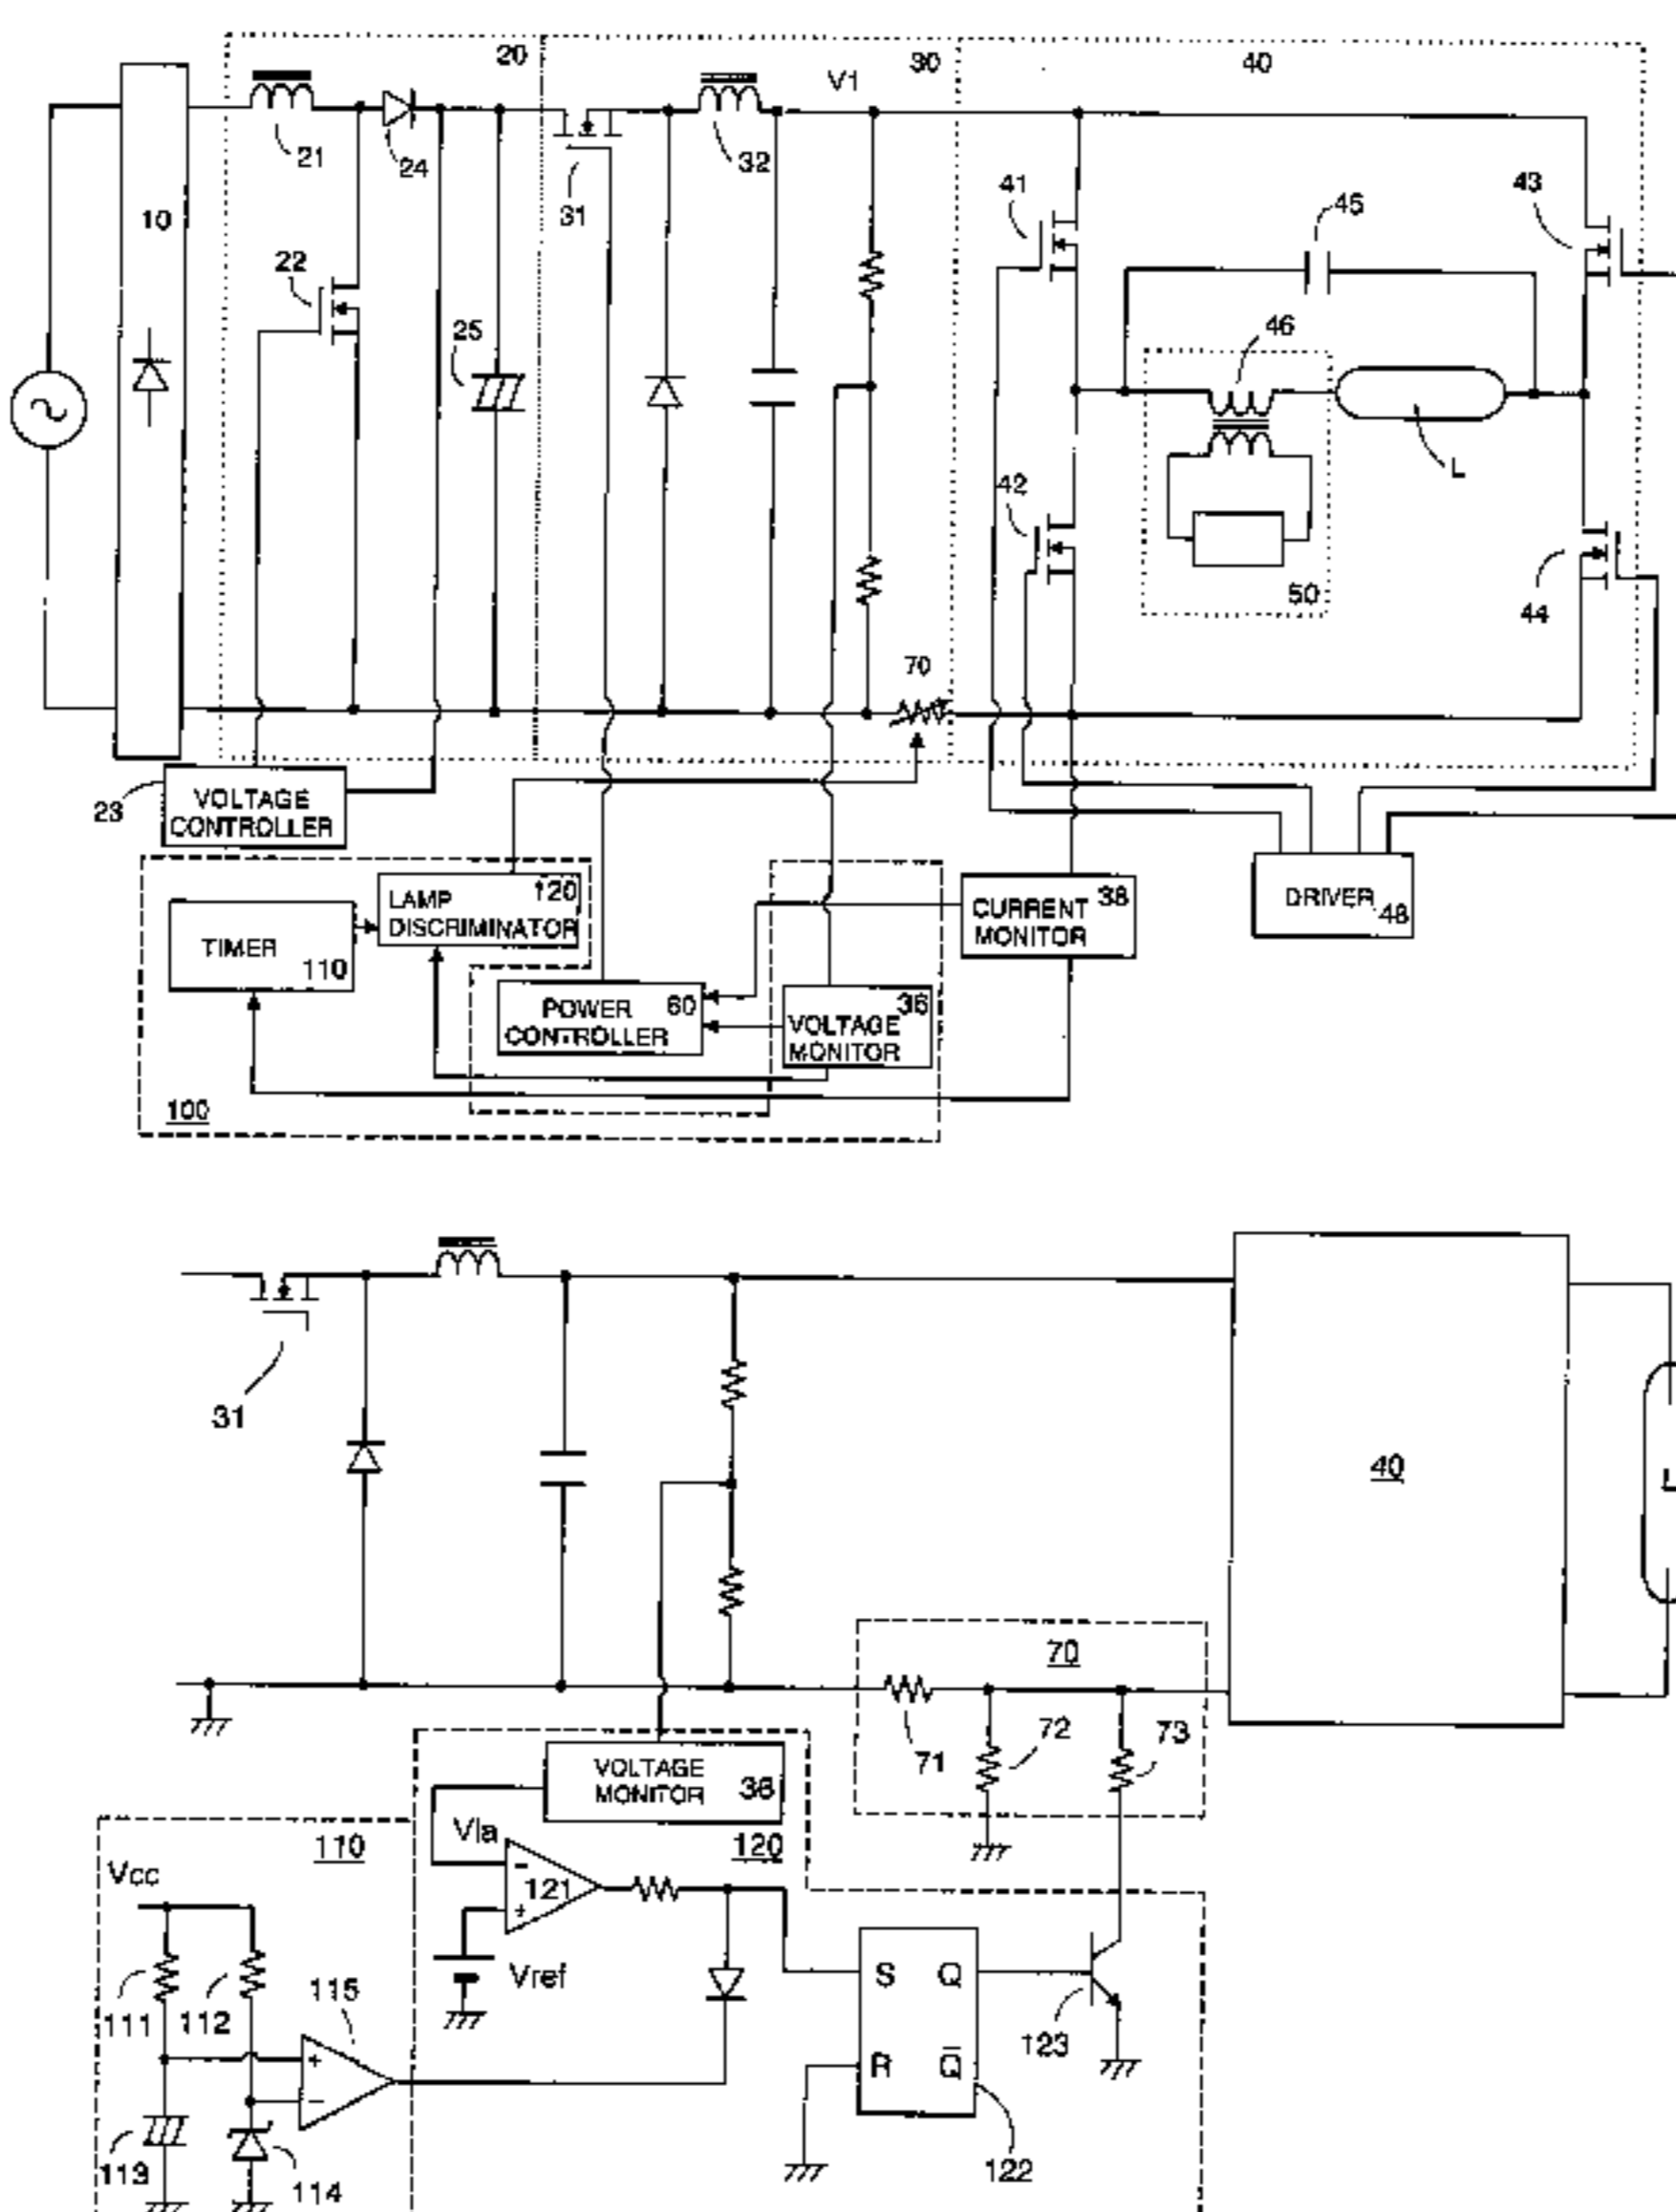 20
30
40
V1
21
24
32
31
41
45
43
10
22
25
46
42
L
50
44
70
23
VOLTAGE
CONTROLLER
LAMP
DISCRIMINATOR
120
TIMER
110
CURRENT
MONITOR
38
DRIVER
48
POWER
CONTROLLER
60
VOLTAGE
MONITOR
36
100
31
40
L
70
71
72
73
VOLTAGE
MONITOR
36
110
120
Vla
Vcc
121
Vref
111
112
115
S
Q
R
Q̅
123
113
114
122